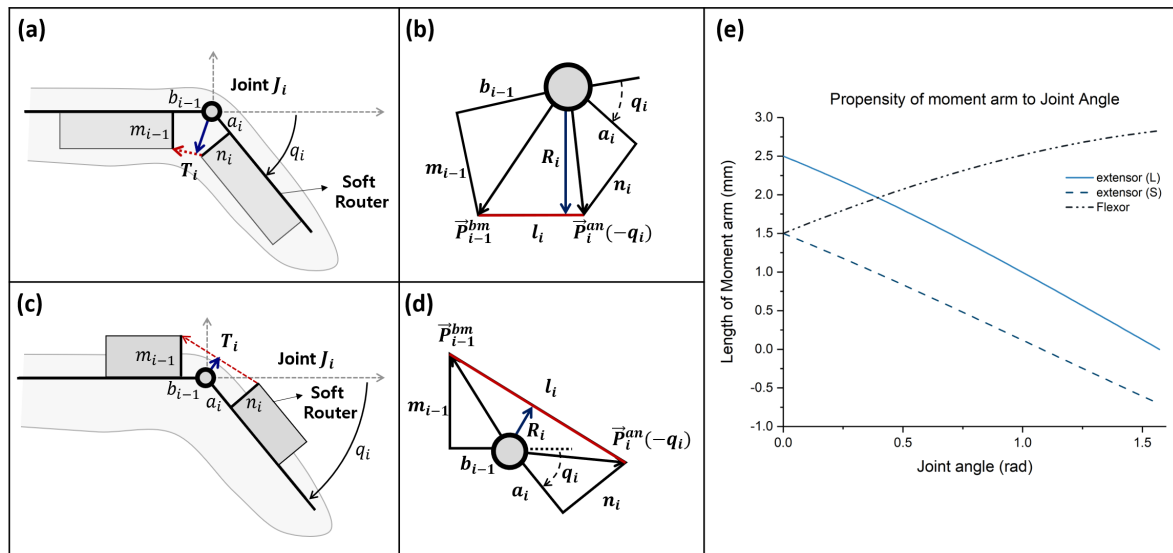 (a)
Joint J_i
b_{i-1}
m_{i-1}
a_i
n_i
T_i
q_i
Soft
Router
(b)
b_{i-1}
q_i
a_i
R_i
m_{i-1}
n_i
P⃗^{bm}_{i-1}
l_i
P⃗^{an}_i(-q_i)
(c)
T_i
m_{i-1}
Joint J_i
b_{i-1}
a_i
n_i
Soft
Router
q_i
(d)
P⃗^{bm}_{i-1}
l_i
m_{i-1}
R_i
P⃗^{an}_i(-q_i)
b_{i-1}
q_i
a_i
n_i
(e)
Propensity of moment arm to Joint Angle
Length of Moment arm (mm)
3.0
2.5
2.0
1.5
1.0
0.5
0.0
-0.5
-1.0
extensor (L)
extensor (S)
Flexor
0.0 0.5 1.0 1.5
Joint angle (rad)